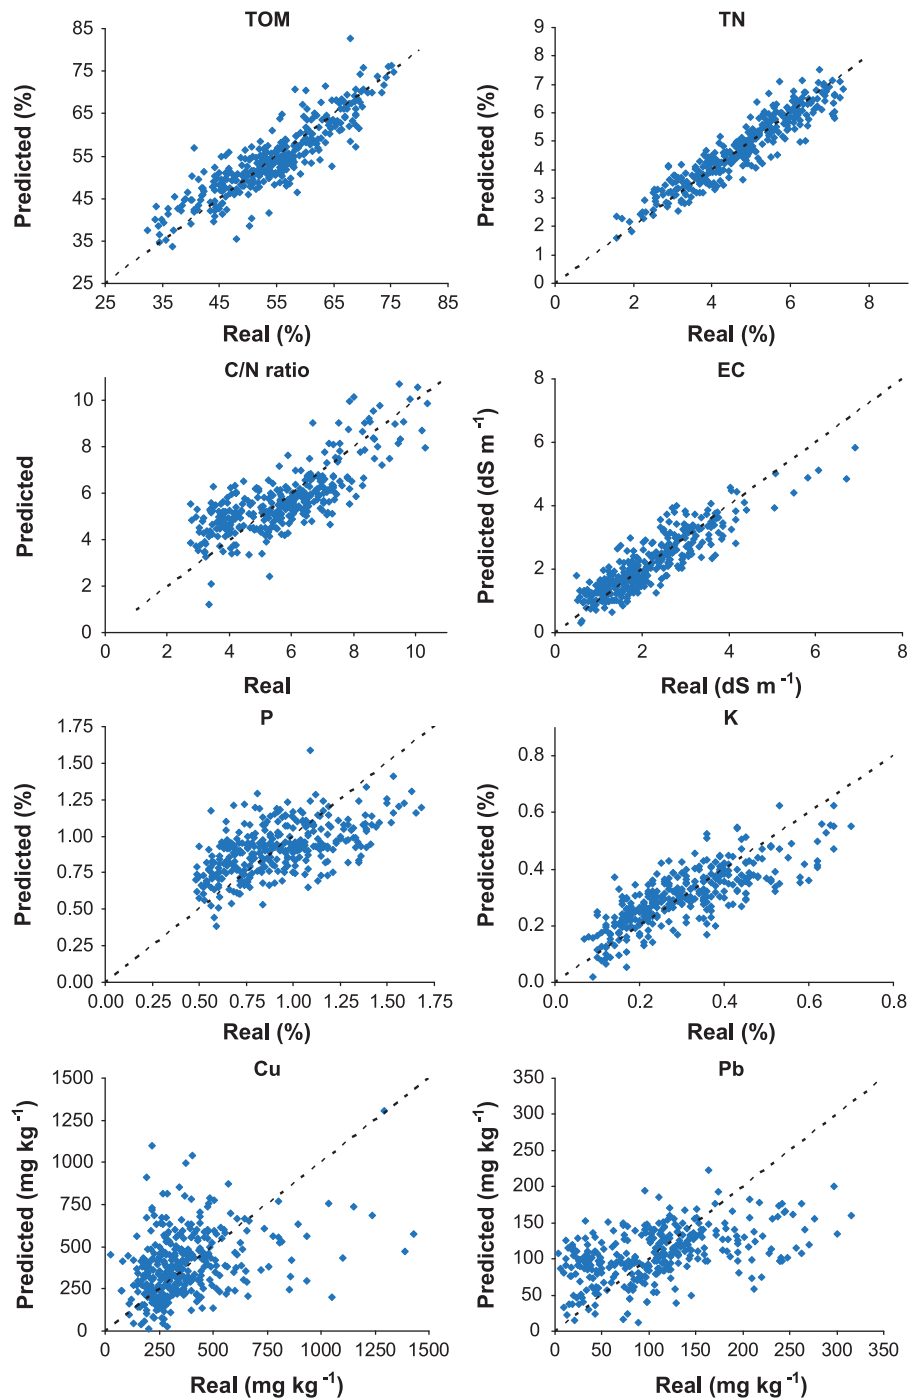 TOM
85
75
65
55
45
35
25
25 35 45 55 65 75 85
Predicted (%)
Real (%)
TN
9
8
7
6
5
4
3
2
1
0
0 2 4 6 8
Predicted (%)
Real (%)
C/N ratio
10
8
6
4
2
0
0 2 4 6 8 10
Predicted
Real
EC
8
6
4
2
0
0 2 4 6 8
Predicted (dS m⁻¹)
Real (dS m⁻¹)
P
1.75
1.50
1.25
1.00
0.75
0.50
0.25
0.00
0.00 0.25 0.50 0.75 1.00 1.25 1.50 1.75
Predicted (%)
Real (%)
K
0.8
0.6
0.4
0.2
0.0
0.0 0.2 0.4 0.6 0.8
Predicted (%)
Real (%)
Cu
1500
1250
1000
750
500
250
0
0 250 500 750 1000 1250 1500
Predicted (mg kg⁻¹)
Real (mg kg⁻¹)
Pb
350
300
250
200
150
100
50
0
0 50 100 150 200 250 300 350
Predicted (mg kg⁻¹)
Real (mg kg⁻¹)